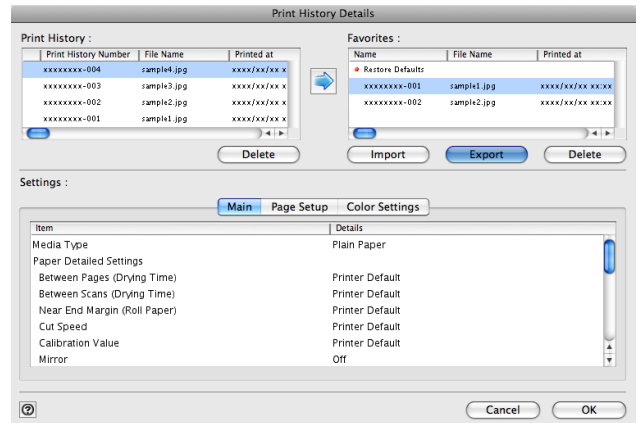 Print History Details
Print History :
Print History Number File Name Printed at
xxxxxxxx-004 sample4.jpg xxxx/xx/xx x
xxxxxxxx-003 sample3.jpg xxxx/xx/xx x
xxxxxxxx-002 sample2.jpg xxxx/xx/xx x
xxxxxxxx-001 sample1.jpg xxxx/xx/xx x
Delete
Favorites :
Name File Name Printed at
Restore Defaults
xxxxxxxx-001 sample1.jpg xxxx/xx/xx xx:xx
xxxxxxxx-002 sample2.jpg xxxx/xx/xx xx:xx
Import Export Delete
Settings :
Main Page Setup Color Settings
Item Details
Media Type Plain Paper
Paper Detailed Settings
Between Pages (Drying Time) Printer Default
Between Scans (Drying Time) Printer Default
Near End Margin (Roll Paper) Printer Default
Cut Speed Printer Default
Calibration Value Printer Default
Mirror Off
? Cancel OK